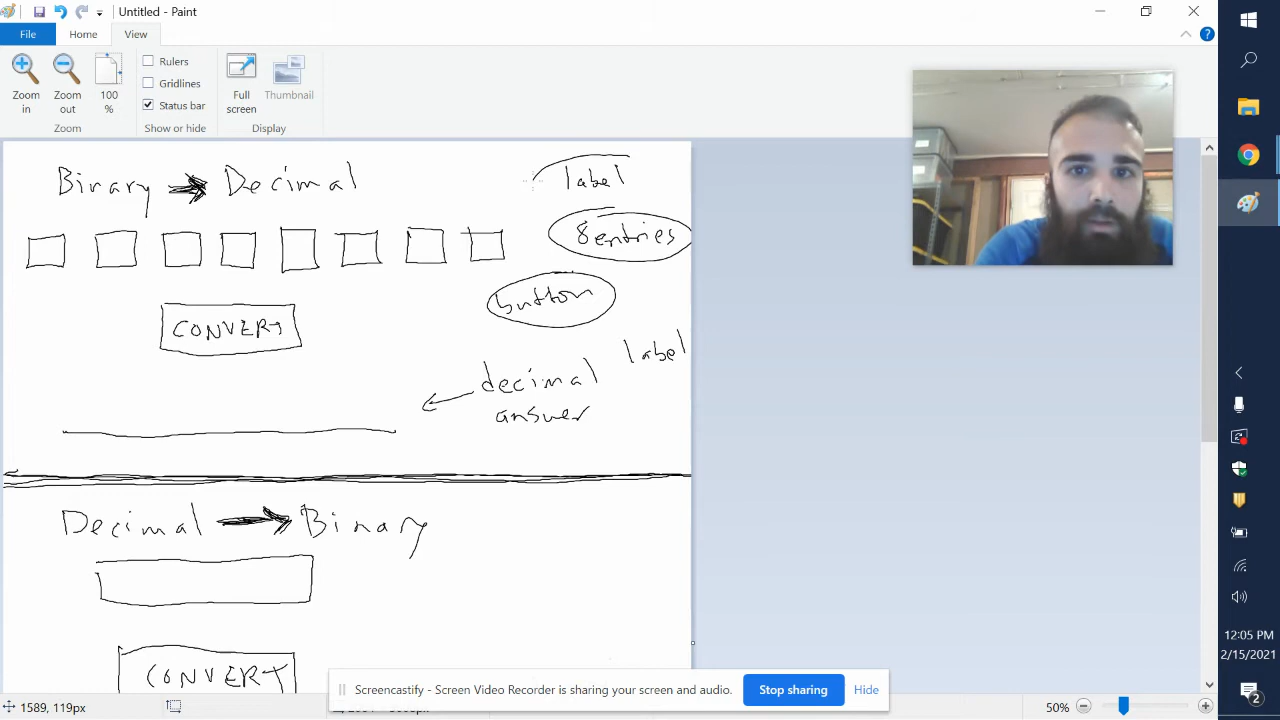 Untitled - Paint
File Home View
Zoom in
Zoom out
100 %
Rulers
Gridlines
Status bar
Full screen
Thumbnail
Zoom
Show or hide
Display
Binary Decimal
label
8 entries
button
CONVERT
label
decimal
answer
Decimal Binary
CONVERT
Screencastify - Screen Video Recorder is sharing your screen and audio.
Stop sharing
Hide
1589, 119px
50%
12:05 PM
2/15/2021
2